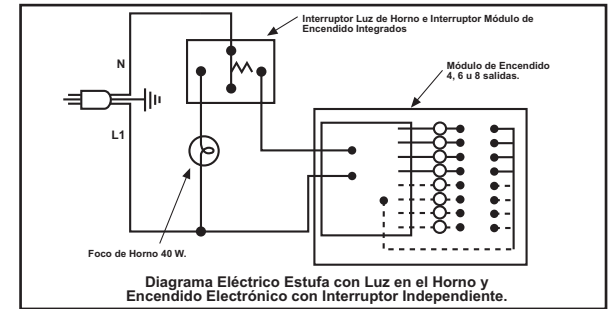 Interruptor Luz de Horno e Interruptor Módulo de
Encendido Integrados
N
Módulo de Encendido
4, 6 u 8 salidas.
L1
Foco de Horno 40 W.
Diagrama Eléctrico Estufa con Luz en el Horno y
Encendido Electrónico con Interruptor Independiente.